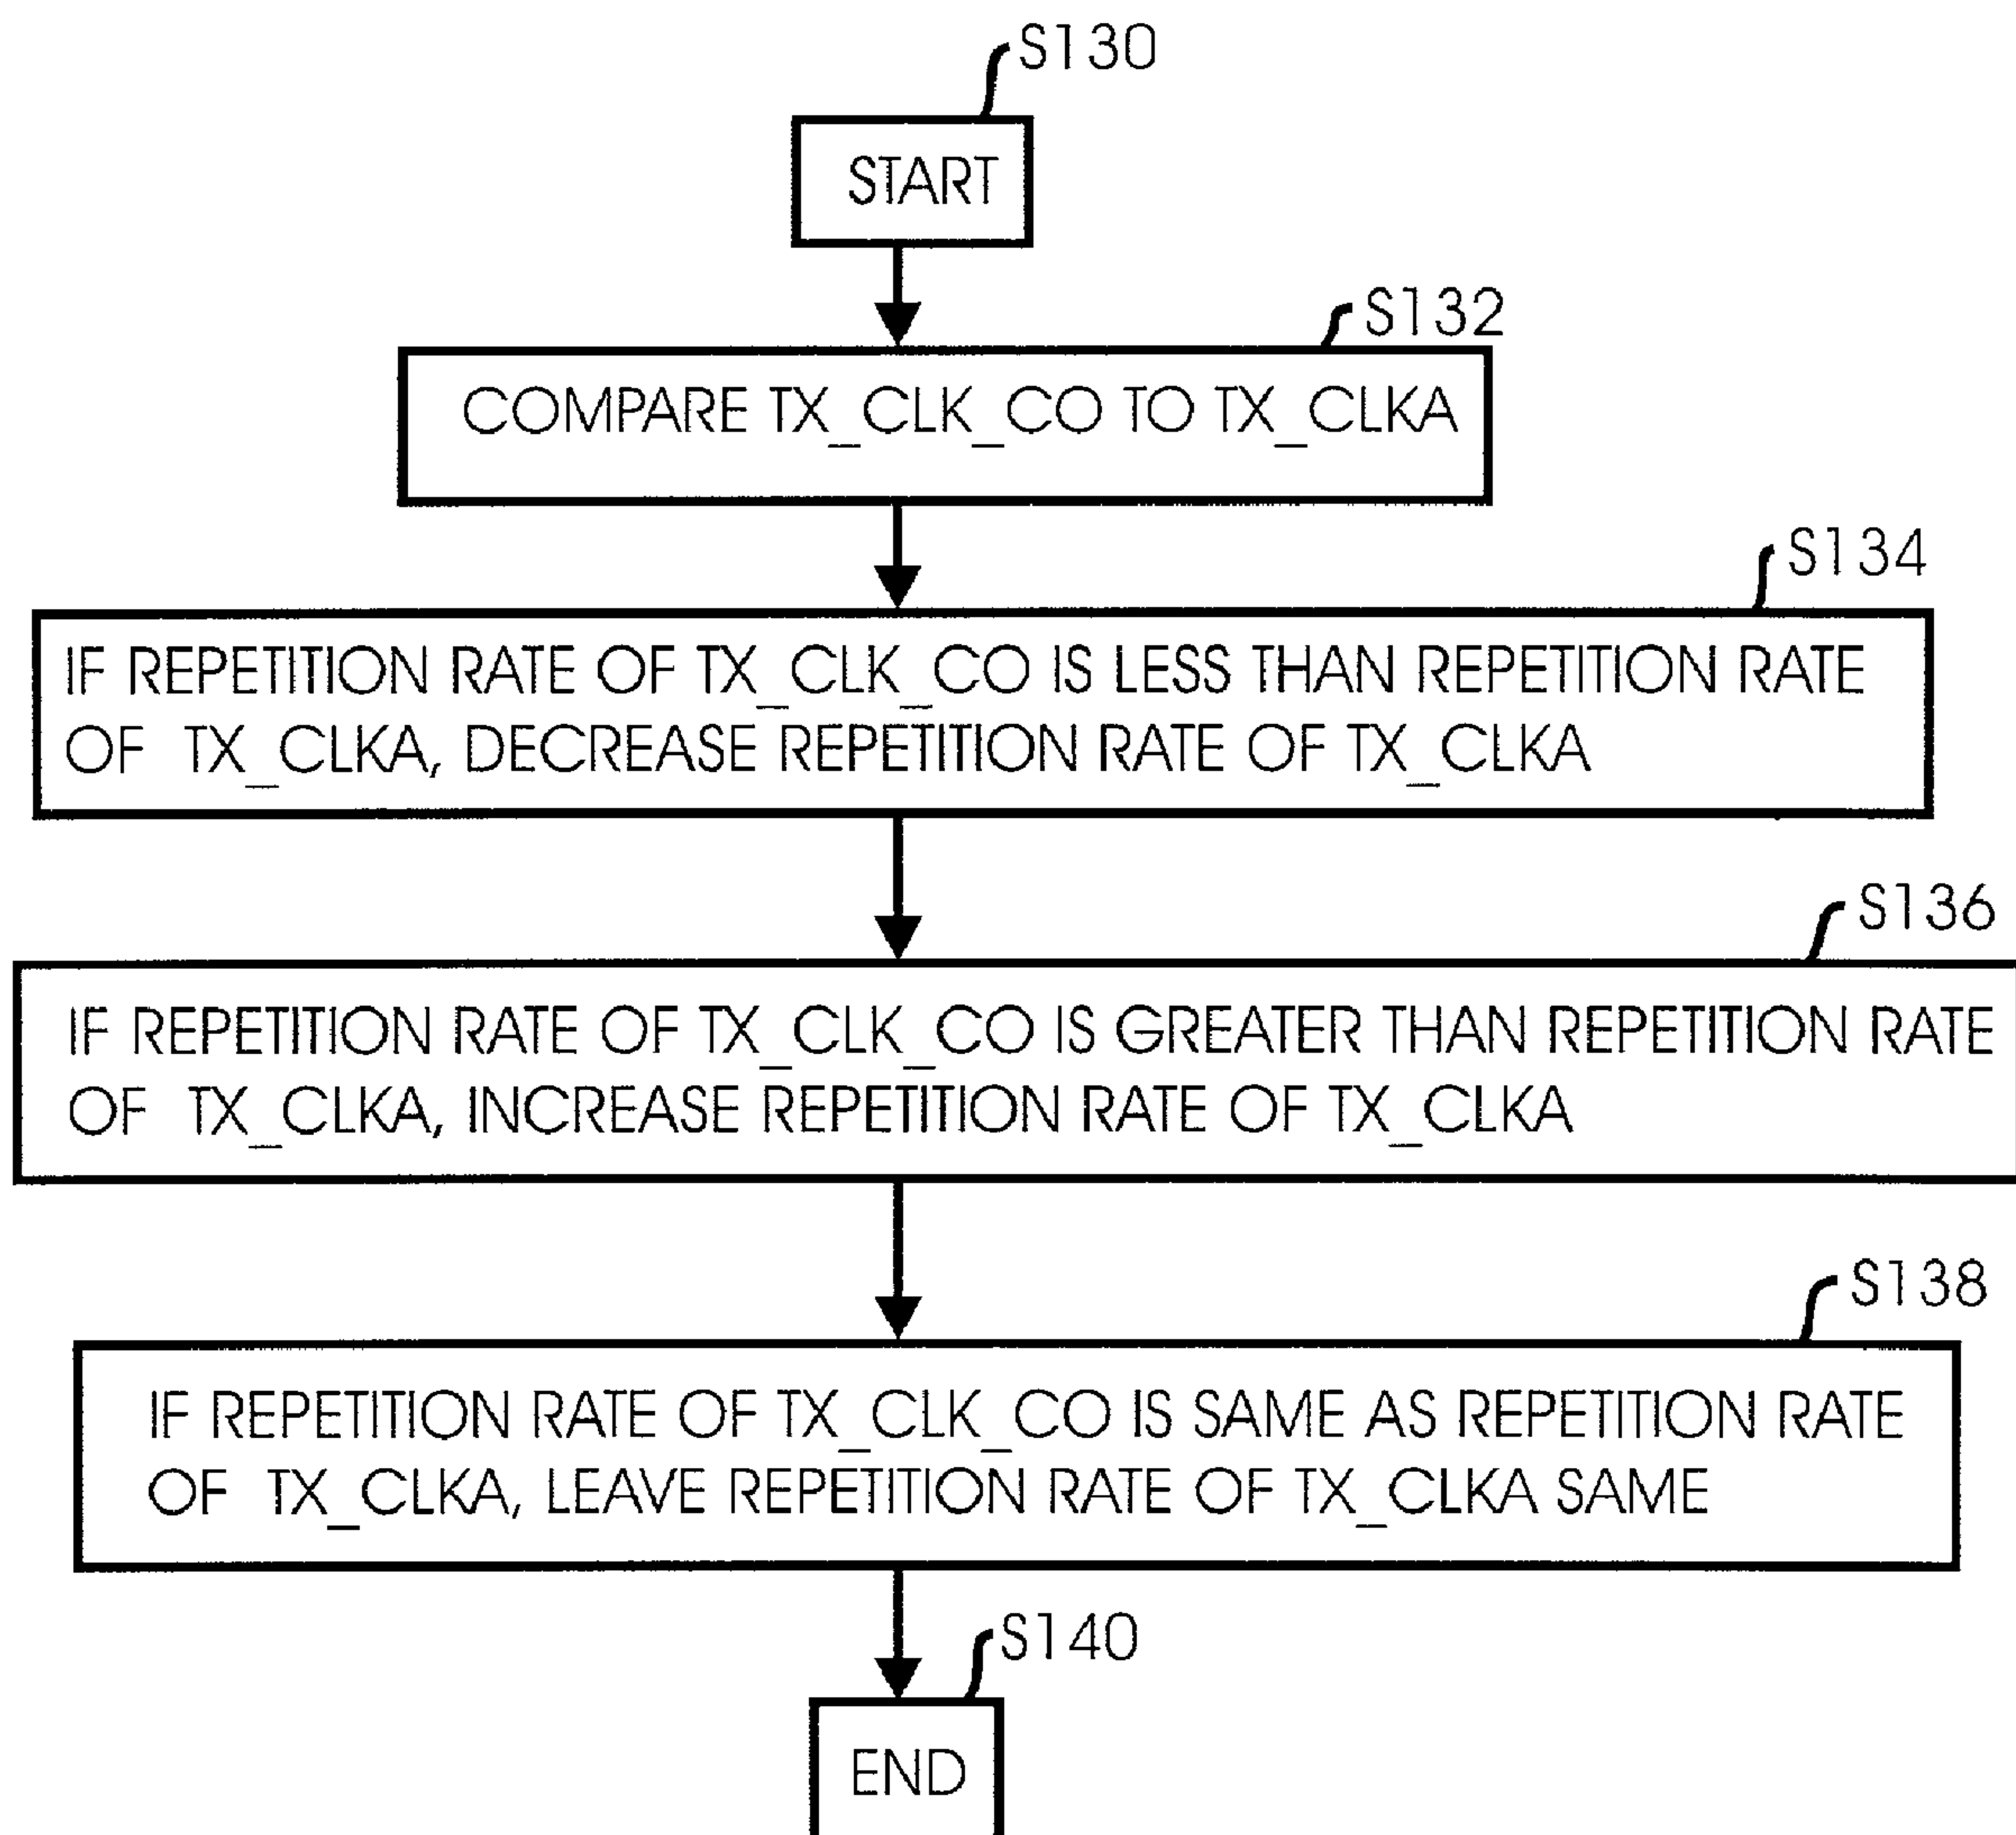 S130
START
S132
COMPARE TX_CLK_CO TO TX_CLKA
S134
IF REPETITION RATE OF TX_CLK_CO IS LESS THAN REPETITION RATE
OF TX_CLKA, DECREASE REPETITION RATE OF TX_CLKA
S136
IF REPETITION RATE OF TX_CLK_CO IS GREATER THAN REPETITION RATE
OF TX_CLKA, INCREASE REPETITION RATE OF TX_CLKA
S138
IF REPETITION RATE OF TX_CLK_CO IS SAME AS REPETITION RATE
OF TX_CLKA, LEAVE REPETITION RATE OF TX_CLKA SAME
S140
END